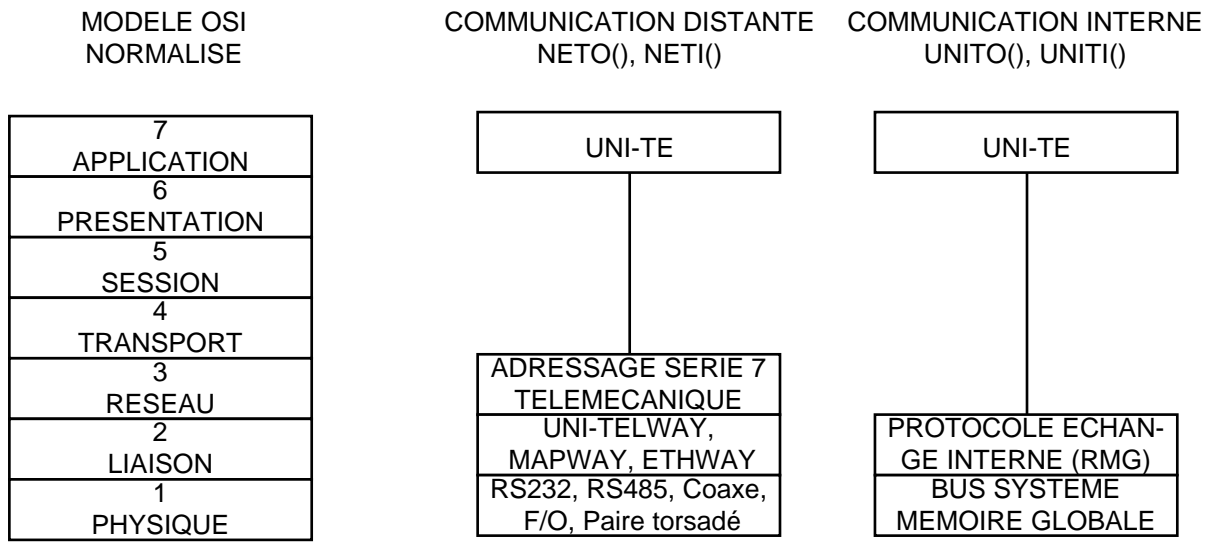 MODELE OSI
NORMALISE
COMMUNICATION DISTANTE
NETO(), NETI()
COMMUNICATION INTERNE
UNITO(), UNITI()
7
APPLICATION
6
PRESENTATION
5
SESSION
4
TRANSPORT
3
RESEAU
2
LIAISON
1
PHYSIQUE
UNI-TE
ADRESSAGE SERIE 7
TELEMECANIQUE
UNI-TELWAY,
MAPWAY, ETHWAY
RS232, RS485, Coaxe,
F/O, Paire torsadé
UNI-TE
PROTOCOLE ECHAN-
GE INTERNE (RMG)
BUS SYSTEME
MEMOIRE GLOBALE